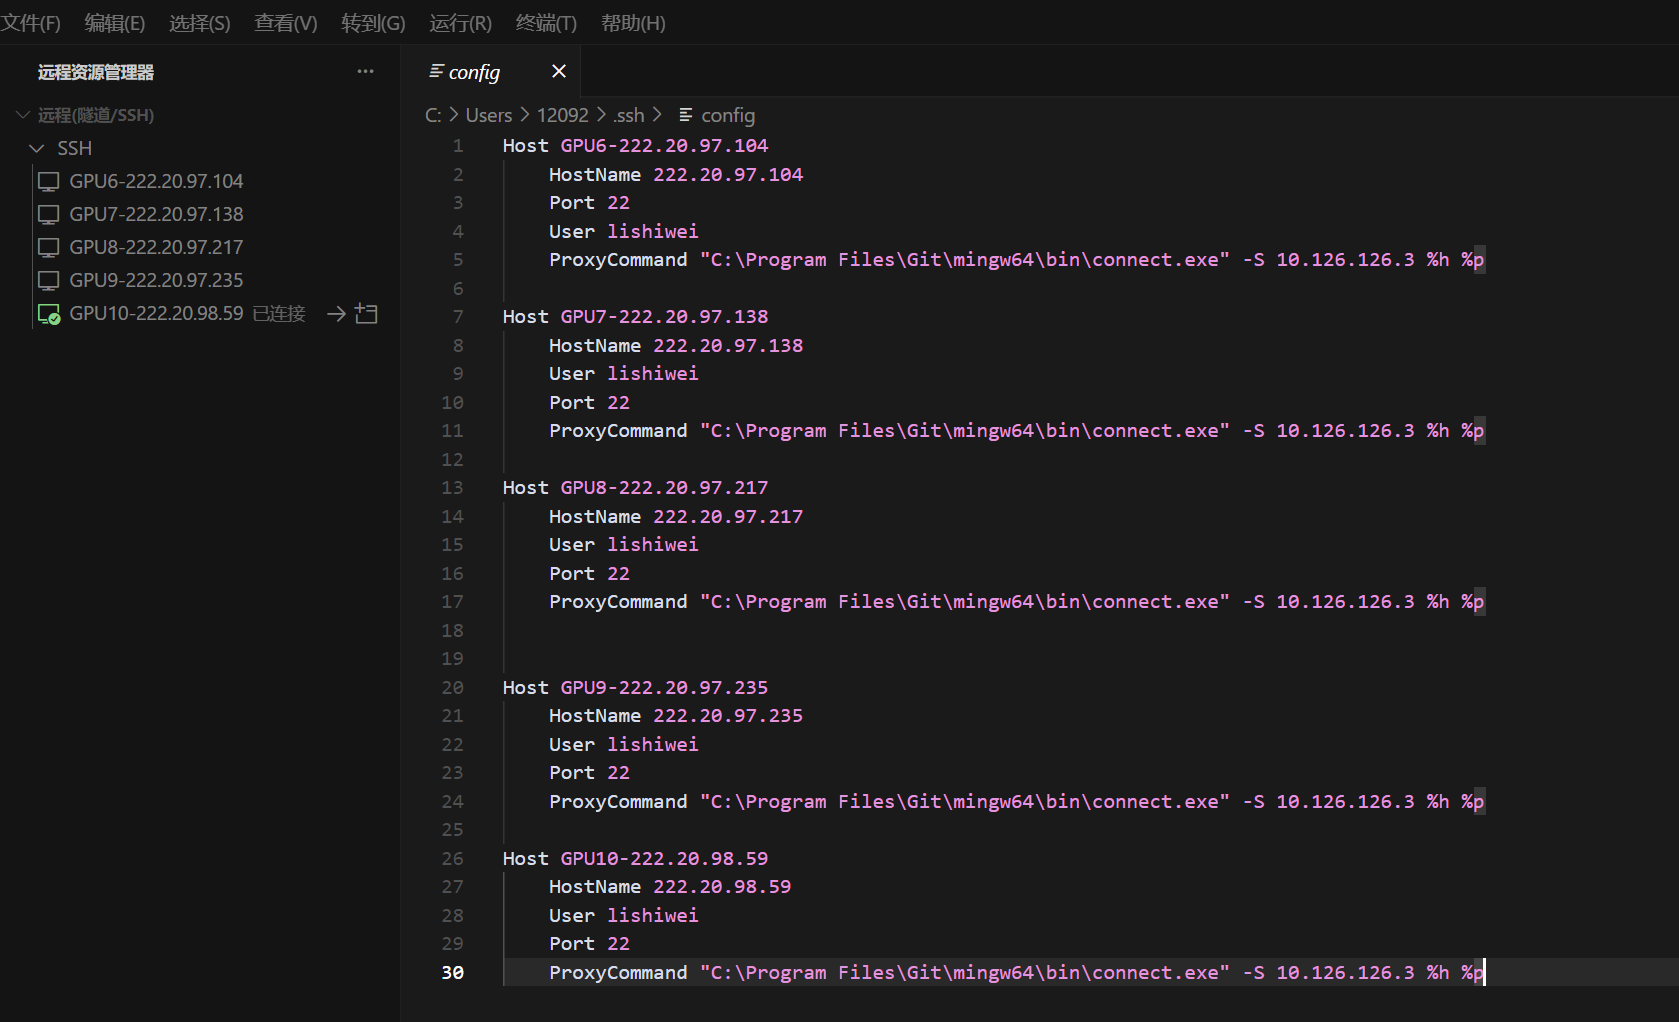 文件(F) 编辑(E) 选择(S) 查看(V) 转到(G) 运行(R) 终端(T) 帮助(H)
远程资源管理器 ···
远程(隧道/SSH)
SSH
GPU6-222.20.97.104
GPU7-222.20.97.138
GPU8-222.20.97.217
GPU9-222.20.97.235
GPU10-222.20.98.59 已连接
config
C: > Users > 12092 > .ssh > config
1 Host GPU6-222.20.97.104
2 HostName 222.20.97.104
3 Port 22
4 User lishiwei
5 ProxyCommand "C:\Program Files\Git\mingw64\bin\connect.exe" -S 10.126.126.3 %h %p
6
7 Host GPU7-222.20.97.138
8 HostName 222.20.97.138
9 User lishiwei
10 Port 22
11 ProxyCommand "C:\Program Files\Git\mingw64\bin\connect.exe" -S 10.126.126.3 %h %p
12
13 Host GPU8-222.20.97.217
14 HostName 222.20.97.217
15 User lishiwei
16 Port 22
17 ProxyCommand "C:\Program Files\Git\mingw64\bin\connect.exe" -S 10.126.126.3 %h %p
18
19
20 Host GPU9-222.20.97.235
21 HostName 222.20.97.235
22 User lishiwei
23 Port 22
24 ProxyCommand "C:\Program Files\Git\mingw64\bin\connect.exe" -S 10.126.126.3 %h %p
25
26 Host GPU10-222.20.98.59
27 HostName 222.20.98.59
28 User lishiwei
29 Port 22
30 ProxyCommand "C:\Program Files\Git\mingw64\bin\connect.exe" -S 10.126.126.3 %h %p